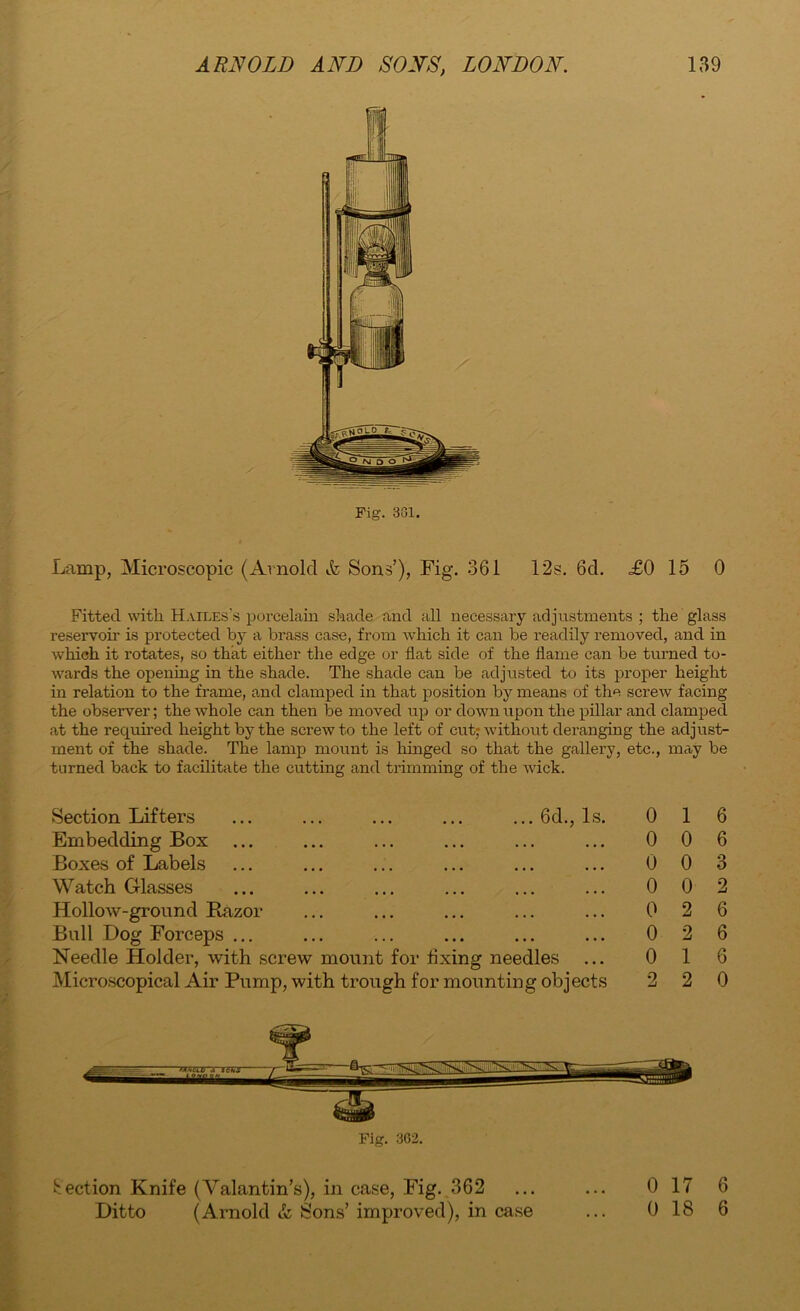 ARNOLD AND SONS, LONDON. 139
ARNOLD & SONS
LONDON
Fig. 361.
Lamp, Microscopic (Arnold & Sons'), Fig. 361 12s. 6d. £0 15 0
Fitted with HAILES's porcelain shade and all necessary adjustments ; the glass
reservoir is protected by a brass case, from which it can be readily removed, and in
which it rotates, so that either the edge or flat side of the flame can be turned to-
wards the opening in the shade. The shade can be adjusted to its proper height
in relation to the frame, and clamped in that position by means of the screw facing
the observer; the whole can then be moved up or down upon the pillar and clamped
at the required height by the screw to the left of cut, without deranging the adjust-
ment of the shade. The lamp mount is hinged so that the gallery, etc., may be
turned back to facilitate the cutting and trimming of the wick.
Section Lifters ... ... ... ... ... 6d., 1s. 0 1 6
Embedding Box ... ... ... ... ... ... 0 0 6
Boxes of Labels ... ... ... ... ... ... 0 0 3
Watch Glasses ... ... ... ... ... ... 0 0 2
Hollow-ground Razor ... ... ... ... ... 0 2 6
Bull Dog Forceps ... ... ... ... ... ... 0 2 6
Needle Holder, with screw mount for fixing needles ... 0 1 6
Microscopical Air Pump, with trough for mounting objects 2 2 0
ARNOLD & SONS
LONDON
Fig. 362.
Section Knife (Valantin's), in case, Fig. 362 ... ... 0 17 6
Ditto (Arnold & Sons' improved), in case ... 0 18 6